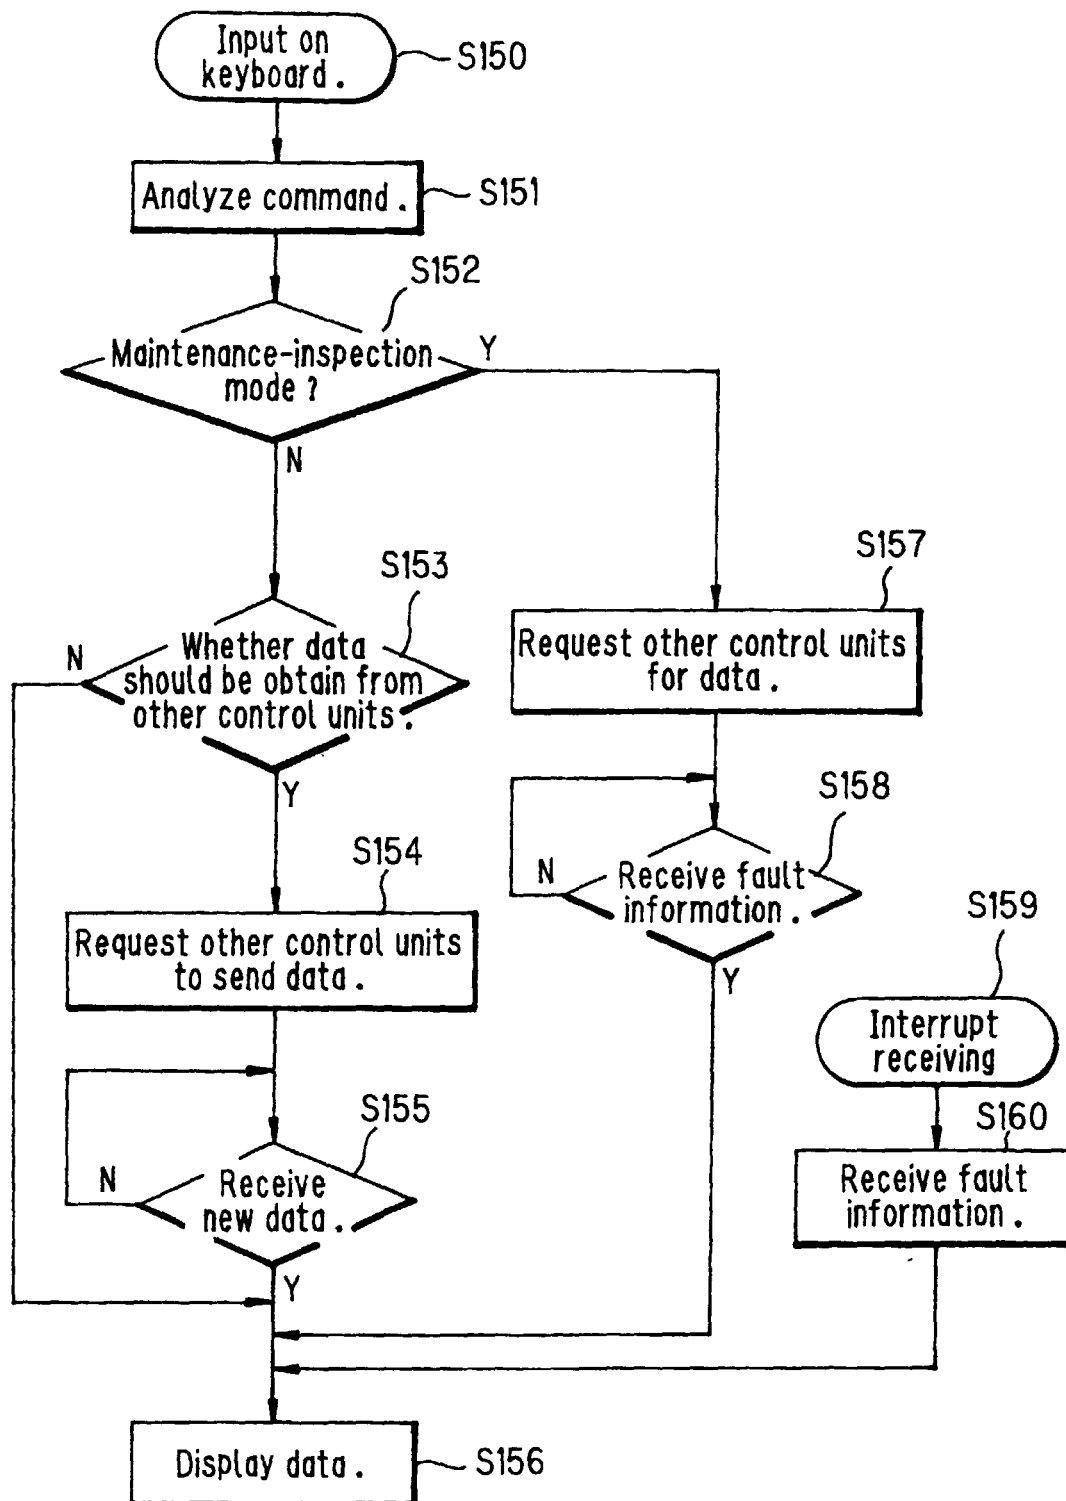 Input on
keyboard.
S150
Analyze command.
S151
S152
Maintenance-inspection
mode?
Y
N
S153
Whether data
should be obtain from
other control units.
N
Y
S154
Request other control units
to send data.
S155
Receive
new data.
N
Y
S157
Request other control units
for data.
S158
Receive fault
information.
N
Y
S159
Interrupt
receiving
S160
Receive fault
information.
Display data.
S156